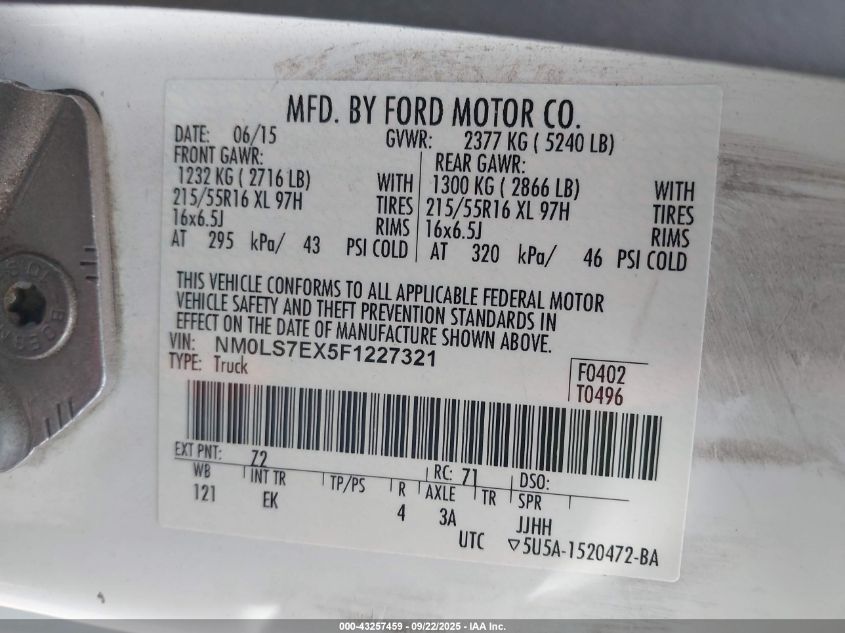 MFD. BY FORD MOTOR CO.
DATE: 06/15 GVWR: 2377 KG ( 5240 LB)
FRONT GAWR: REAR GAWR:
1232 KG ( 2716 LB) WITH 1300 KG ( 2866 LB) WITH
215/55R16 XL 97H TIRES 215/55R16 XL 97H TIRES
16x6.5J RIMS 16x6.5J RIMS
AT 295 kPa/ 43 PSI COLD AT 320 kPa/ 46 PSI COLD
THIS VEHICLE CONFORMS TO ALL APPLICABLE FEDERAL MOTOR
VEHICLE SAFETY AND THEFT PREVENTION STANDARDS IN
EFFECT ON THE DATE OF MANUFACTURE SHOWN ABOVE.
VIN: NM0LS7EX5F1227321
TYPE: Truck F0402
T0496
EXT PNT: Z2 RC: 71 DSO:
WB INT TR TP/PS R AXLE TR SPR
121 EK 4 3A JJHH
UTC ▽5U5A-1520472-BA
000-43257459 - 09/22/2025 - IAA Inc.